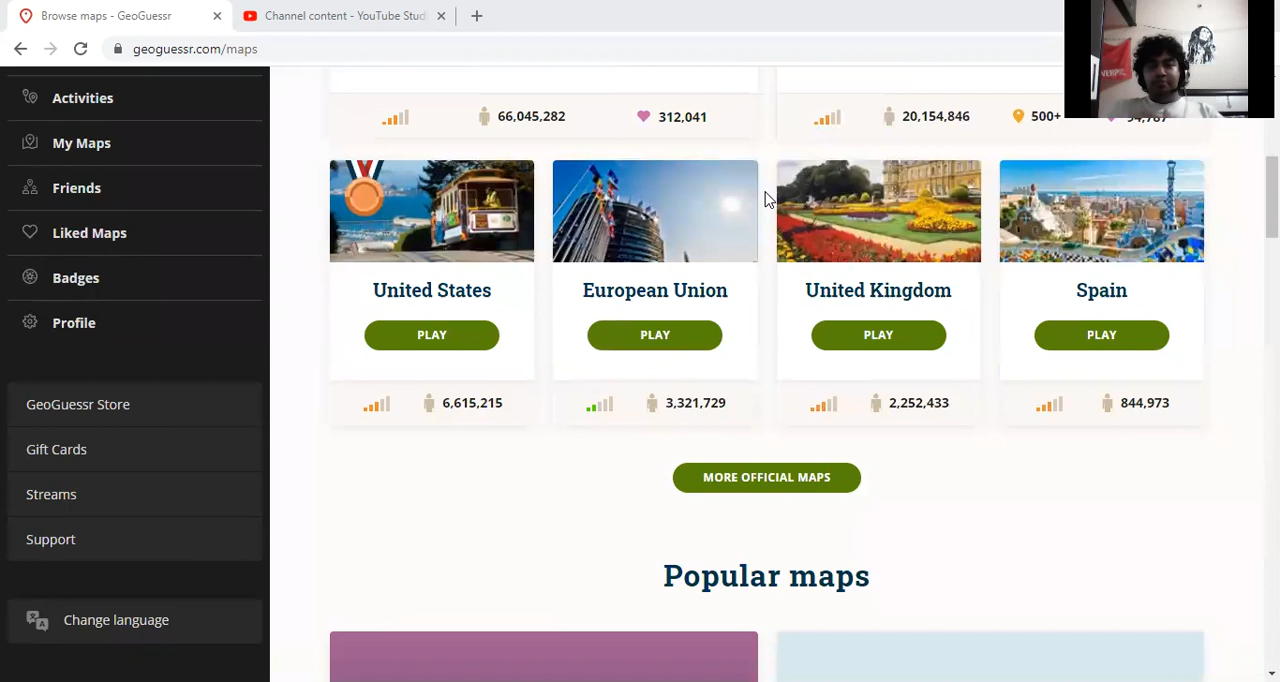 Browse maps - GeoGuessr
Channel content - YouTube Stud
geoguessr.com/maps
Activities
My Maps
Friends
Liked Maps
Badges
Profile
GeoGuessr Store
Gift Cards
Streams
Support
Change language
66,045,282
312,041
20,154,846
500+
United States
European Union
United Kingdom
Spain
PLAY
PLAY
PLAY
PLAY
6,615,215
3,321,729
2,252,433
844,973
MORE OFFICIAL MAPS
Popular maps